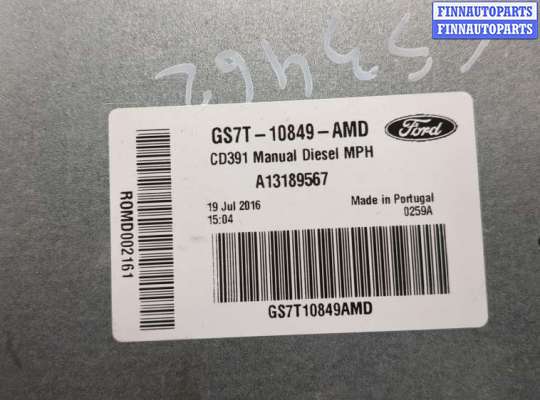 FINNAUTOPARTS
FINNAUTOPARTS
GS7T-10849-AMD
Ford
CD391 Manual Diesel MPH
A13189567
19 Jul 2016
Made in Portugal
15:04
0259A
ROMD002161
GS7T10849AMD